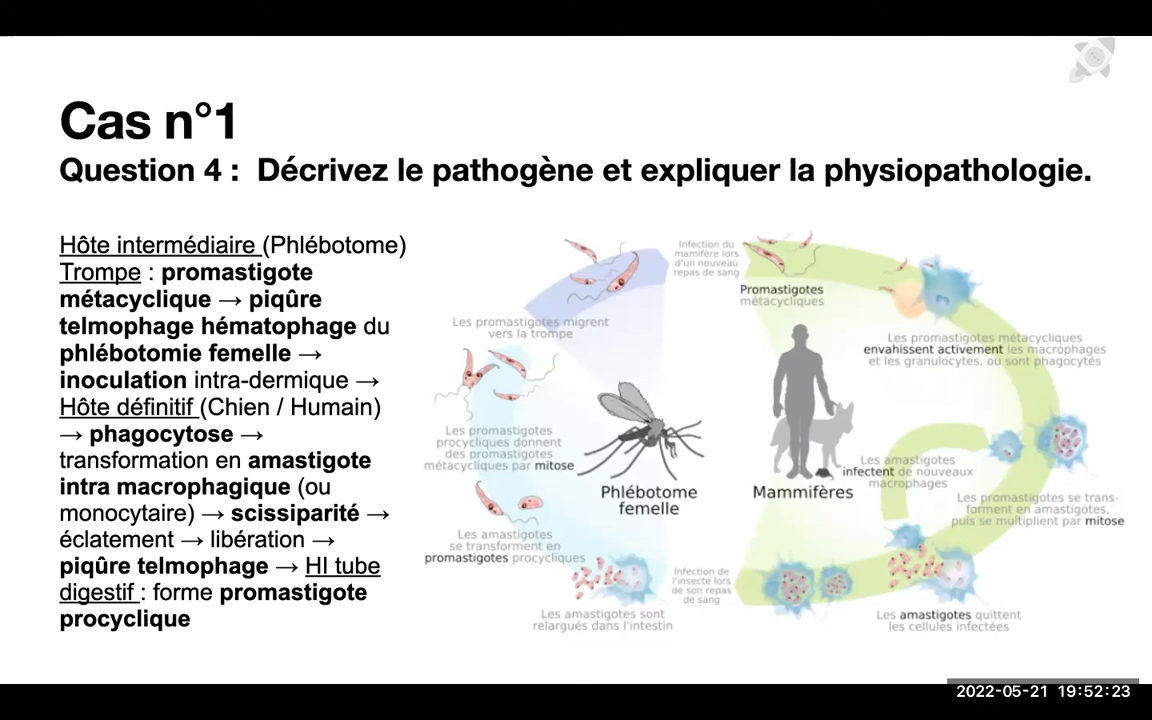 Cas n°1
Question 4 : Décrivez le pathogène et expliquer la physiopathologie.
Hôte intermédiaire (Phlébotome)
Trompe : promastigote
métacyclique → piqûre
telmophage hématophage du
phlébotomie femelle →
inoculation intra-dermique →
Hôte définitif (Chien / Humain)
→ phagocytose →
transformation en amastigote
intra macrophagique (ou
monocytaire) → scissiparité →
éclatement → libération →
piqûre telmophage → HI tube
digestif : forme promastigote
procyclique
Infection du
mamifère lors
d'un nouveau
repas de sang
Promastigotes
métacycliques
Les promastigotes migrent
vers la trompe
Les promastigotes métacycliques
envahissent activement les macrophages
et les granulocytes, ou sont phagocytés
Les promastigotes
procycliques donnent
des promastigotes
métacycliques par mitose
Les amastigotes
infectent de nouveaux
macrophages
Phlébotome
femelle
Mammifères
Les promastigotes se trans-
forment en amastigotes,
puis se multiplient par mitose
Les amastigotes
se transforment en
promastigotes procycliques
Infection de
l'insecte lors
de son repas
de sang
Les amastigotes sont
relargués dans l'intestin
Les amastigotes quittent
les cellules infectées
2022-05-21 19:52:23